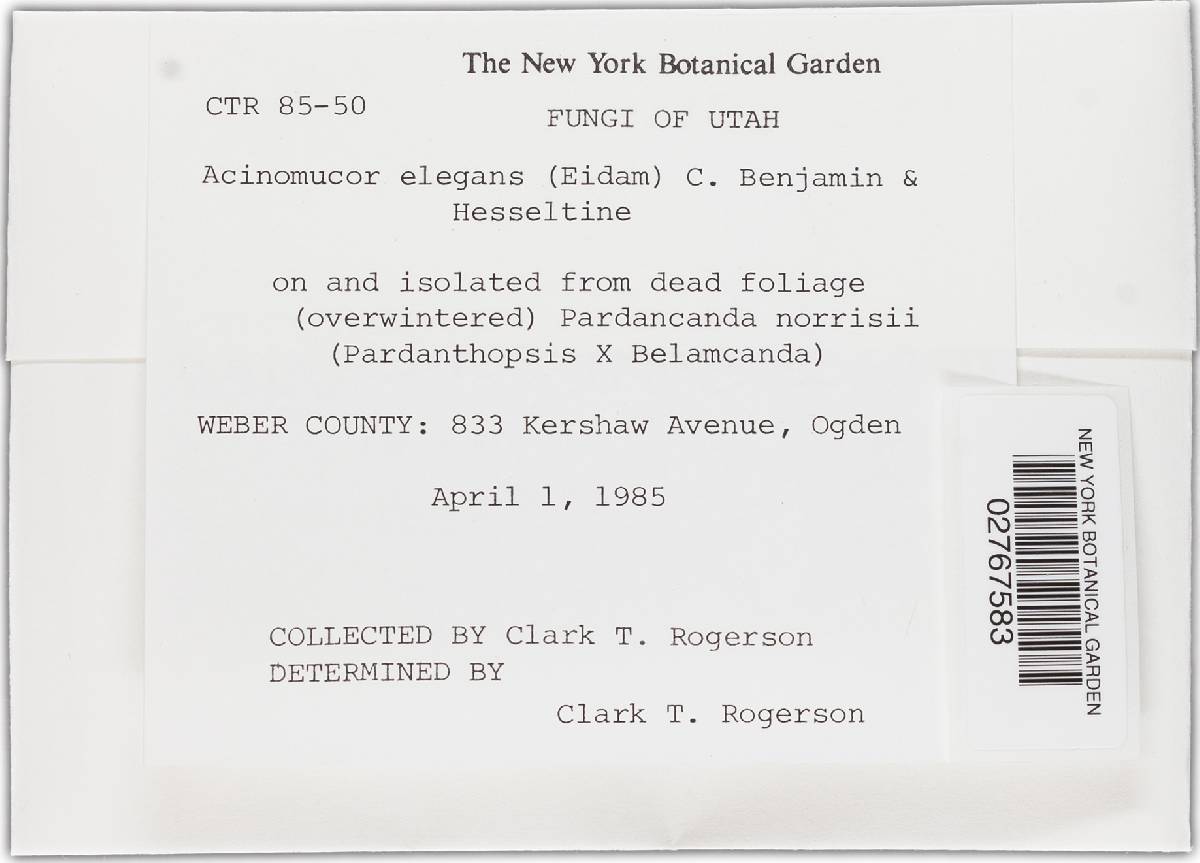 The New York Botanical Garden
CTR 85-50
FUNGI OF UTAH
Acinomucor elegans (Eidam) C. Benjamin &
Hesseltine
on and isolated from dead foliage
(overwintered) Pardancanda norrisii
(Pardanthopsis X Belamcanda)
WEBER COUNTY: 833 Kershaw Avenue, Ogden
April 1, 1985
COLLECTED BY Clark T. Rogerson
DETERMINED BY
Clark T. Rogerson
NEW YORK BOTANICAL GARDEN
02767583